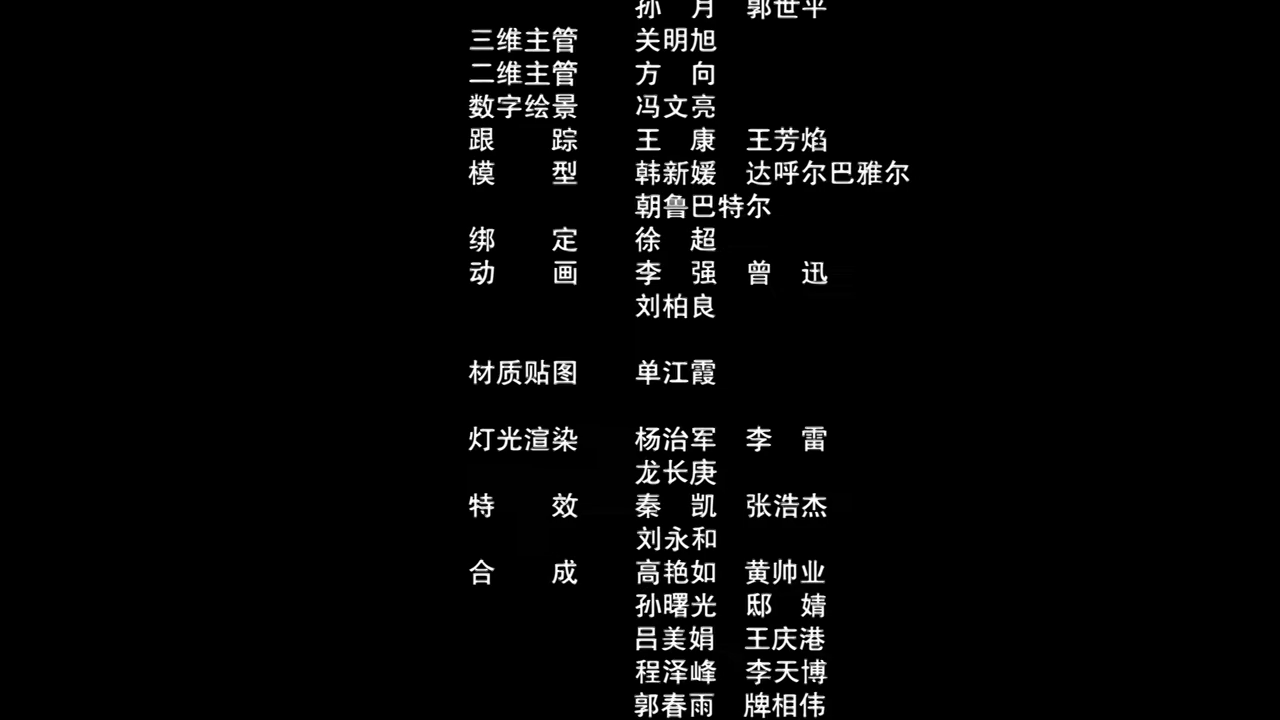 孙　月　郭世平
三维主管　关明旭
二维主管　方　向
数字绘景　冯文亮
跟　　踪　王　康　王芳焰
模　　型　韩新媛　达呼尔巴雅尔
朝鲁巴特尔
绑　　定　徐　超
动　　画　李　强　曾　迅
刘柏良
材质贴图　单江霞
灯光渲染　杨治军　李　雷
龙长庚
特　　效　秦　凯　张浩杰
刘永和
合　　成　高艳如　黄帅业
孙曙光　邸　婧
吕美娟　王庆港
程泽峰　李天博
郭春雨　牌相伟